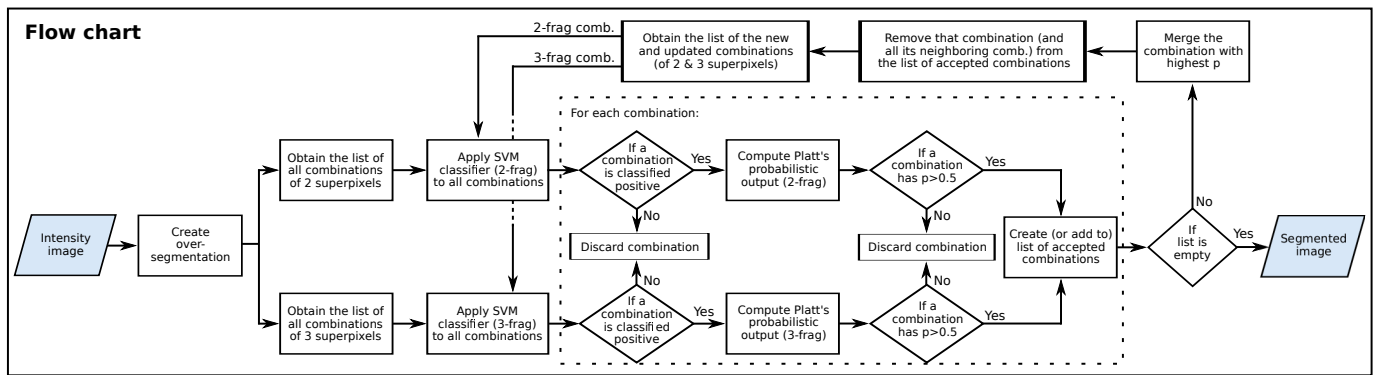 Flow chart
2-frag comb.
3-frag comb.
Obtain the list of the new
and updated combinations
(of 2 & 3 superpixels)
Remove that combination (and
all its neighboring comb.) from
the list of accepted combinations
Merge the
combination with
highest p
For each combination:
Obtain the list of
all combinations
of 2 superpixels
Apply SVM
classifier (2-frag)
to all combinations
If a
combination
is classified
positive
Yes
No
Compute Platt's
probabilistic
output (2-frag)
If a
combination
has p>0.5
Yes
No
Intensity
image
Create
over-
segmentation
Discard combination
Discard combination
Create (or add to)
list of accepted
combinations
If
list is
empty
No
Yes
Segmented
image
Obtain the list of
all combinations
of 3 superpixels
Apply SVM
classifier (3-frag)
to all combinations
No
If a
combination
is classified
positive
Yes
Compute Platt's
probabilistic
output (3-frag)
No
If a
combination
has p>0.5
Yes